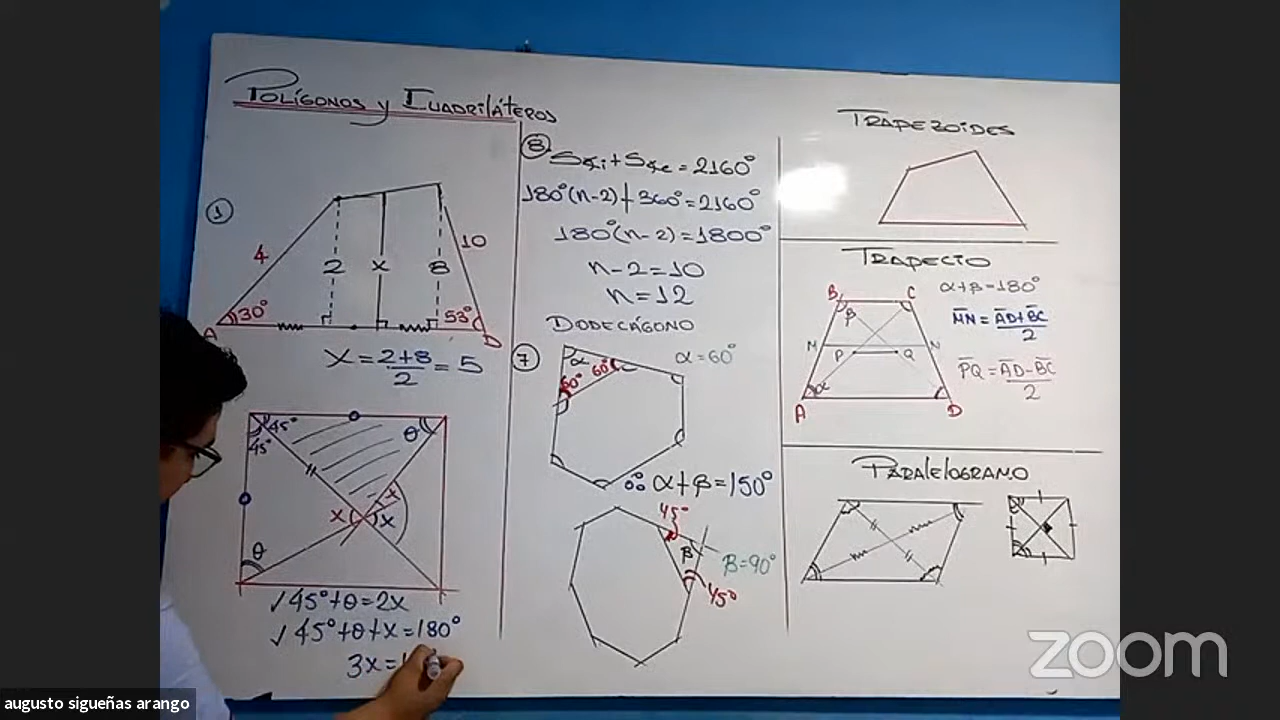 POLÍGONOS y CUADRILÁTEROS
1
4
2
x
8
10
30°
53°
A
D
X = 2+8/2 = 5
45°
45°
θ
x
x
x
θ
√45°+θ=2x
√45°+θ+x=180°
3x=1
8
S∢i+S∢e=2160°
180°(n-2)+360°=2160°
180°(n-2)=1800°
n-2=10
n=12
DODECÁGONO
7
α
60°
60°
α=60°
∴ α+β=150°
45°
β
β=90°
45°
TRAPEZOIDES
TRAPECIO
B
C
α+β=180°
β
M
N
P
Q
α
A
D
MN = AD+BC/2
PQ = AD-BC/2
PARALELOGRAMO
zoom
augusto sigueñas arango